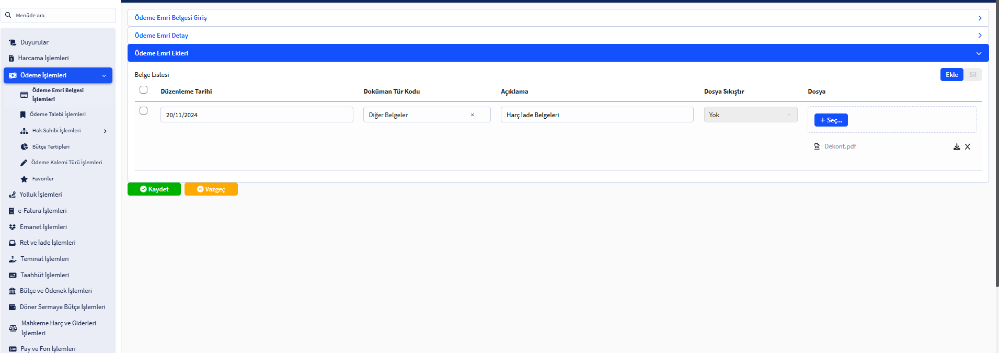 Menüde ara...
Duyurular
Harcama İşlemleri
Ödeme İşlemleri
Ödeme Emri Belgesi
İşlemleri
Ödeme Talebi İşlemleri
Hak Sahibi İşlemleri
Bütçe Tertipleri
Ödeme Kalemi Türü İşlemleri
Favoriler
Yolluk İşlemleri
e-Fatura İşlemleri
Emanet İşlemleri
Ret ve İade İşlemleri
Teminat İşlemleri
Taahhüt İşlemleri
Bütçe ve Ödenek İşlemleri
Döner Sermaye Bütçe İşlemleri
Mahkeme Harç ve Giderleri
İşlemleri
Pay ve Fon İşlemleri
Ödeme Emri Belgesi Giriş
Ödeme Emri Detay
Ödeme Emri Ekleri
Belge Listesi
Ekle Sil
Düzenleme Tarihi Doküman Tür Kodu Açıklama Dosya Sıkıştır Dosya
20/11/2024 Diğer Belgeler × Harç İade Belgeleri Yok
+ Seç...
Dekont.pdf
Kaydet Vazgeç